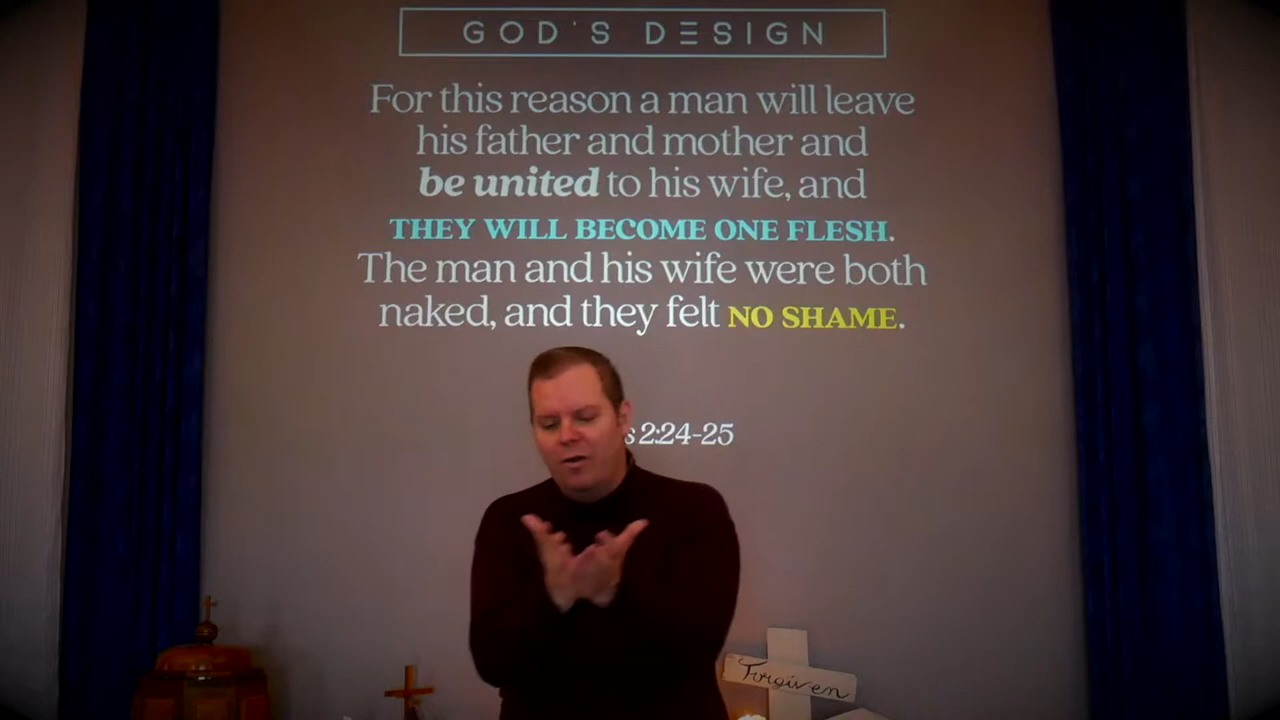 GOD'S DESIGN
For this reason a man will leave
his father and mother and
be united to his wife, and
THEY WILL BECOME ONE FLESH.
The man and his wife were both
naked, and they felt NO SHAME.
2:24-25
Forgiven